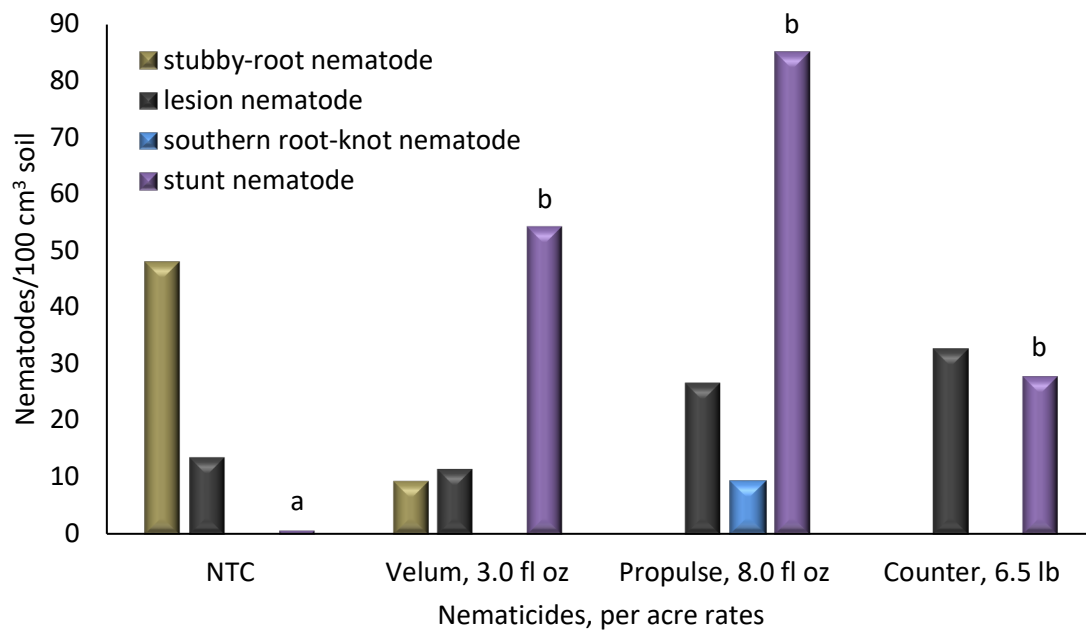 Nematodes/100 cm³ soil
90
80
70
60
50
40
30
20
10
0
stubby-root nematode
lesion nematode
southern root-knot nematode
stunt nematode
a
b
b
b
NTC
Velum, 3.0 fl oz
Propulse, 8.0 fl oz
Counter, 6.5 lb
Nematicides, per acre rates